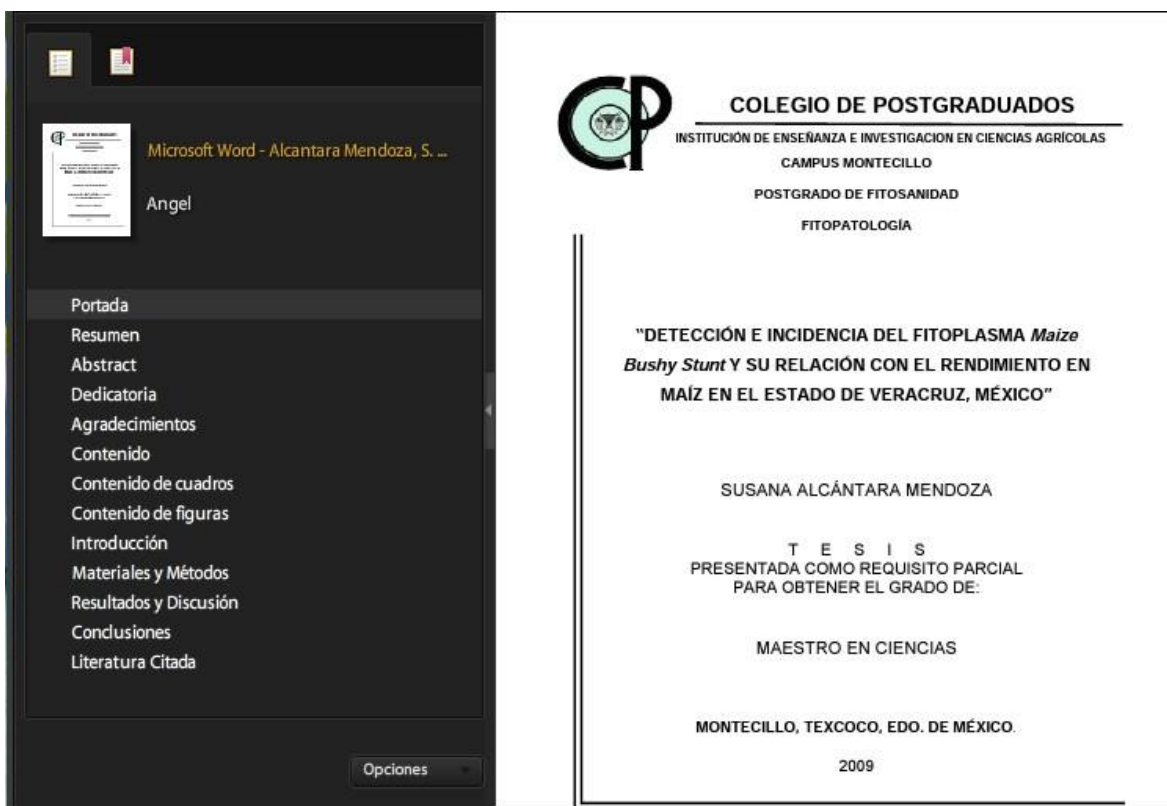 Microsoft Word - Alcantara Mendoza, S. ...
Angel
Portada
Resumen
Abstract
Dedicatoria
Agradecimientos
Contenido
Contenido de cuadros
Contenido de figuras
Introducción
Materiales y Métodos
Resultados y Discusión
Conclusiones
Literatura Citada
Opciones
CP
COLEGIO DE POSTGRADUADOS
INSTITUCIÓN DE ENSEÑANZA E INVESTIGACION EN CIENCIAS AGRÍCOLAS
CAMPUS MONTECILLO
POSTGRADO DE FITOSANIDAD
FITOPATOLOGÍA
“DETECCIÓN E INCIDENCIA DEL FITOPLASMA Maize
Bushy Stunt Y SU RELACIÓN CON EL RENDIMIENTO EN
MAÍZ EN EL ESTADO DE VERACRUZ, MÉXICO”
SUSANA ALCÁNTARA MENDOZA
T E S I S
PRESENTADA COMO REQUISITO PARCIAL
PARA OBTENER EL GRADO DE:
MAESTRO EN CIENCIAS
MONTECILLO, TEXCOCO, EDO. DE MÉXICO.
2009